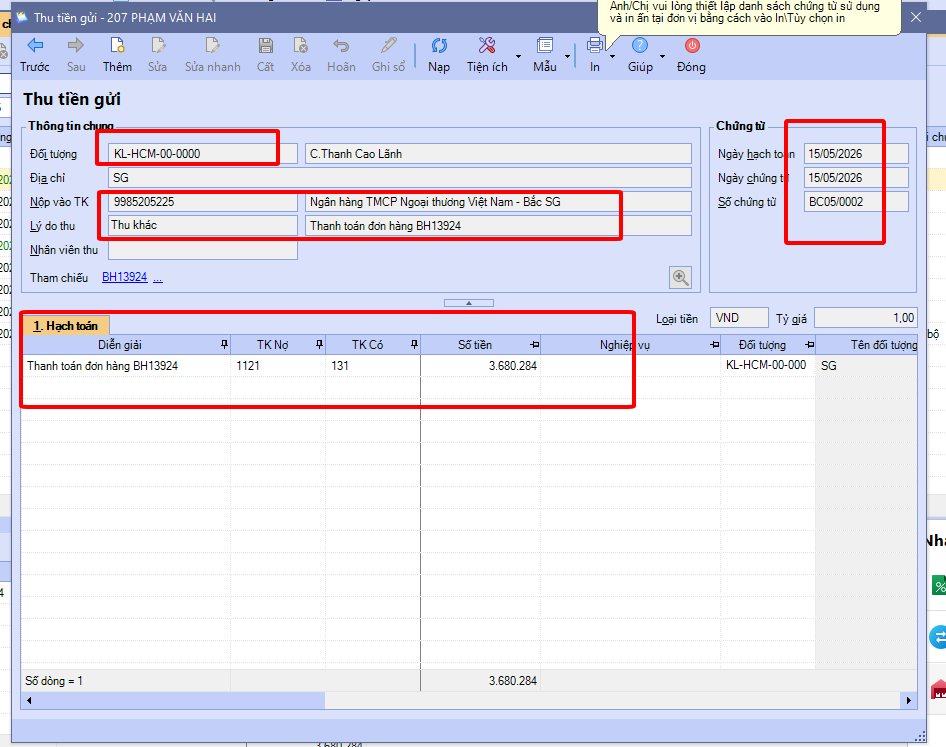 Thu tiền gửi - 207 PHẠM VĂN HAI
Anh/Chị vui lòng thiết lập danh sách chứng từ sử dụng
và in ấn tại đơn vị bằng cách vào In\Tùy chọn in
Trước Sau Thêm Sửa Sửa nhanh Cất Xóa Hoãn Ghi sổ Nạp Tiện ích Mẫu In Giúp Đóng
Thu tiền gửi
Thông tin chung
Đối tượng KL-HCM-00-0000 C.Thanh Cao Lãnh
Địa chỉ SG
Nộp vào TK 9985205225 Ngân hàng TMCP Ngoại thương Việt Nam - Bắc SG
Lý do thu Thu khác Thanh toán đơn hàng BH13924
Nhân viên thu
Tham chiếu BH13924 ...
Chứng từ
Ngày hạch toán 15/05/2026
Ngày chứng từ 15/05/2026
Số chứng từ BC05/0002
1. Hạch toán
Loại tiền VND Tỷ giá 1,00
Diễn giải TK Nợ TK Có Số tiền Nghiệp vụ Đối tượng Tên đối tượng
Thanh toán đơn hàng BH13924 1121 131 3.680.284 KL-HCM-00-000 SG
Số dòng = 1 3.680.284